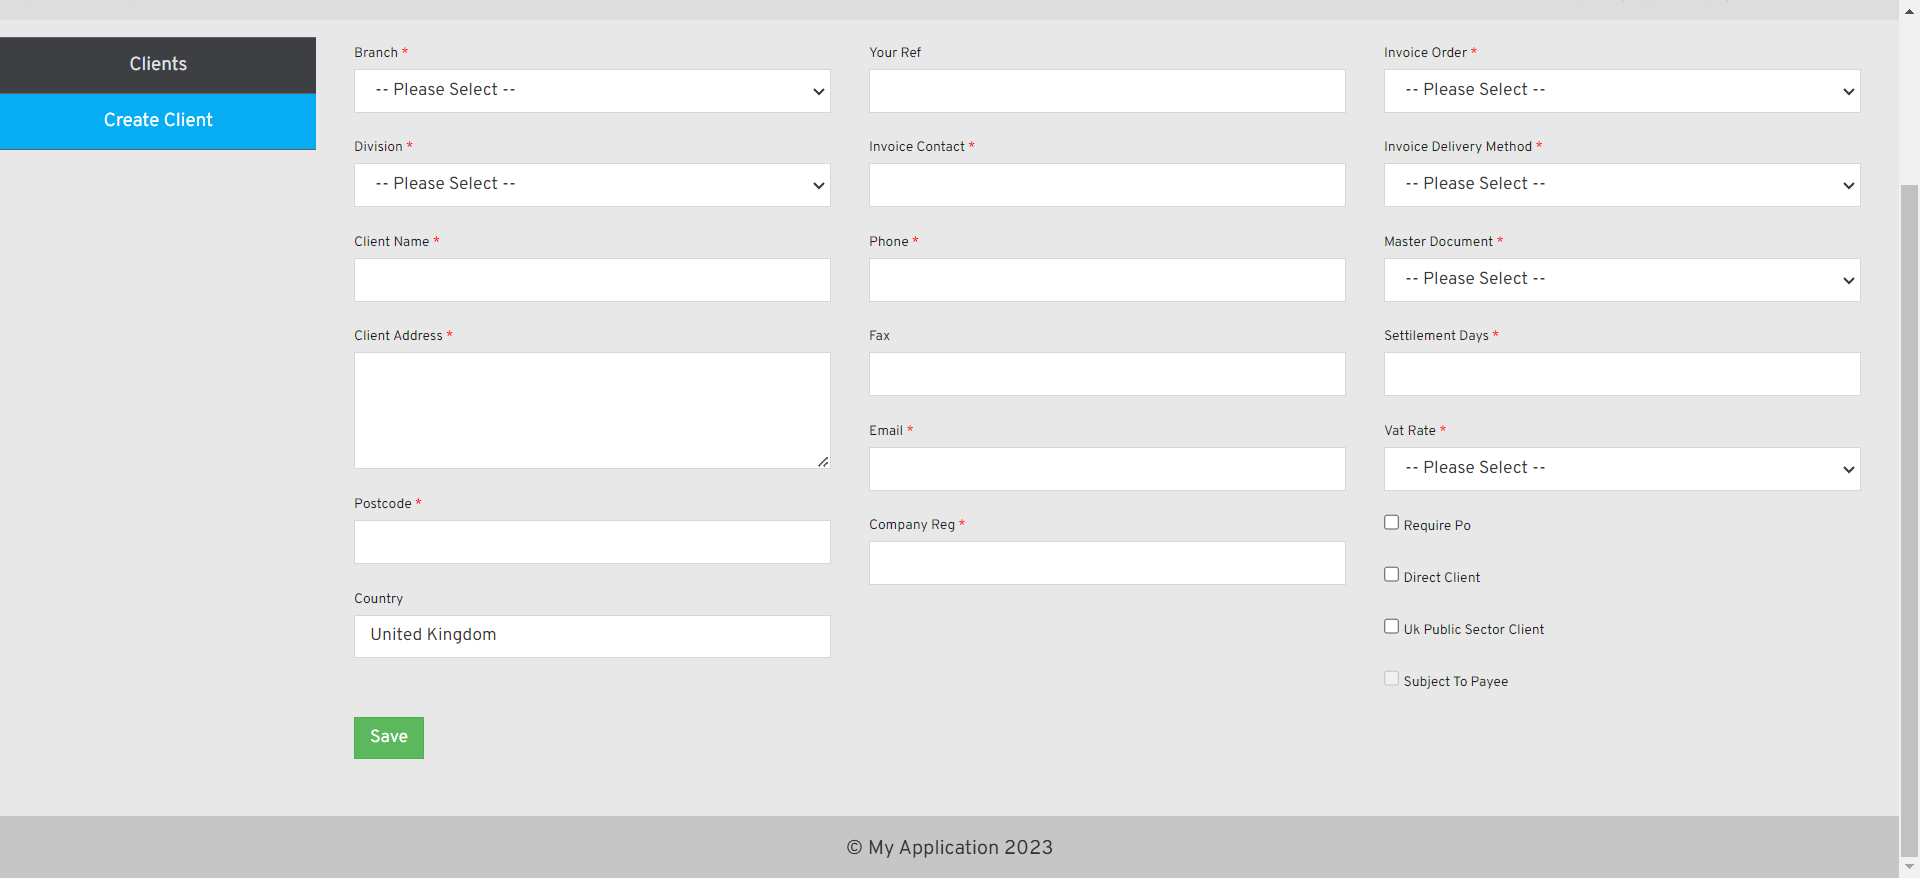 Clients
Create Client
Branch *
-- Please Select --
Division *
-- Please Select --
Client Name *
Client Address *
Postcode *
Country
United Kingdom
Save
Your Ref
Invoice Contact *
Phone *
Fax
Email *
Company Reg *
Invoice Order *
-- Please Select --
Invoice Delivery Method *
-- Please Select --
Master Document *
-- Please Select --
Settilement Days *
Vat Rate *
-- Please Select --
Require Po
Direct Client
Uk Public Sector Client
Subject To Payee
© My Application 2023